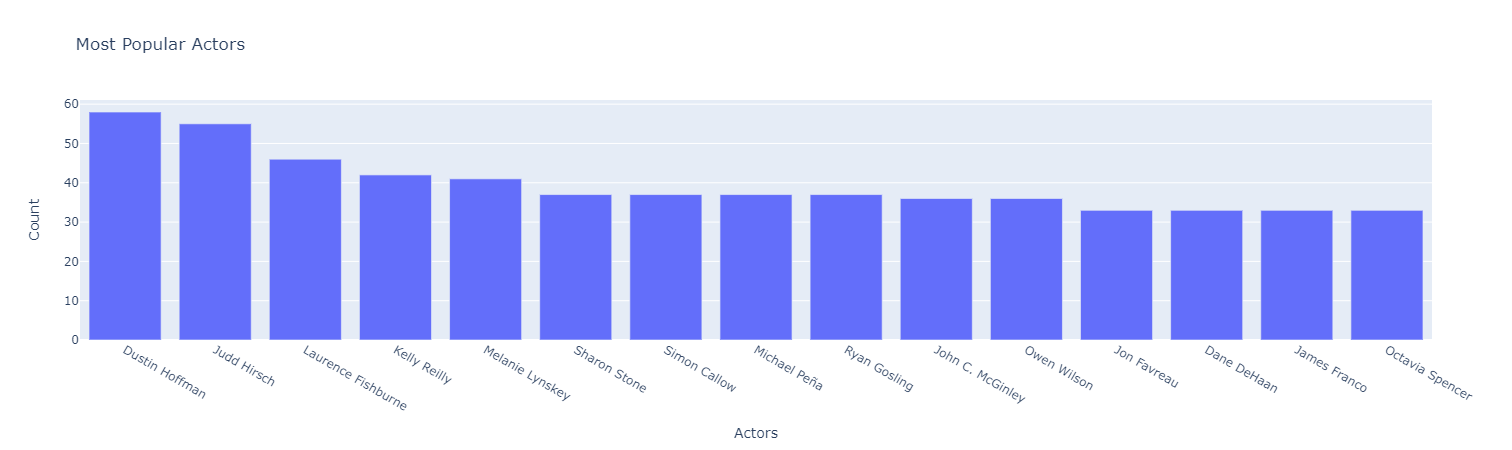 Most Popular Actors
Count
60
50
40
30
20
10
0
Dustin Hoffman
Judd Hirsch
Laurence Fishburne
Kelly Reilly
Melanie Lynskey
Sharon Stone
Simon Callow
Michael Peña
Ryan Gosling
John C. McGinley
Owen Wilson
Jon Favreau
Dane DeHaan
James Franco
Octavia Spencer
Actors